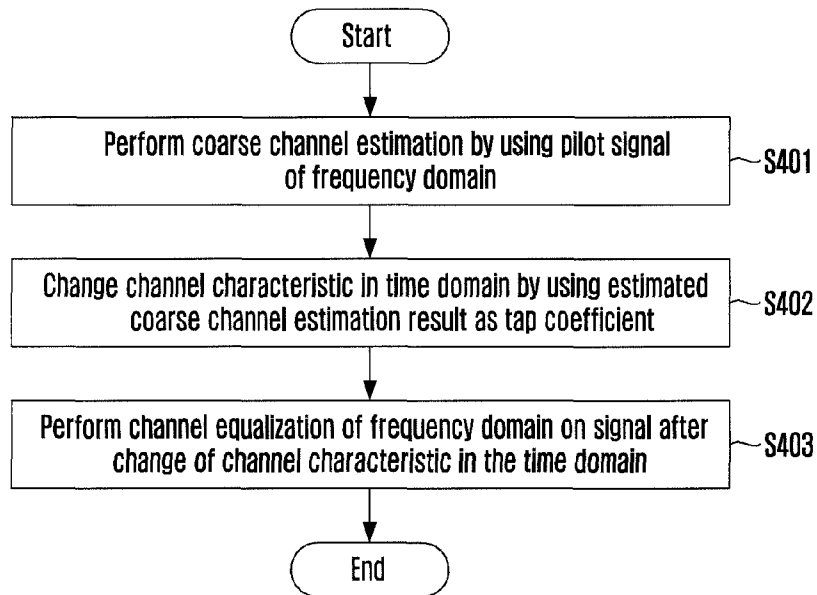 Start
Perform coarse channel estimation by using pilot signal
of frequency domain
S401
Change channel characteristic in time domain by using estimated
coarse channel estimation result as tap coefficient
S402
Perform channel equalization of frequency domain on signal after
change of channel characteristic in the time domain
S403
End